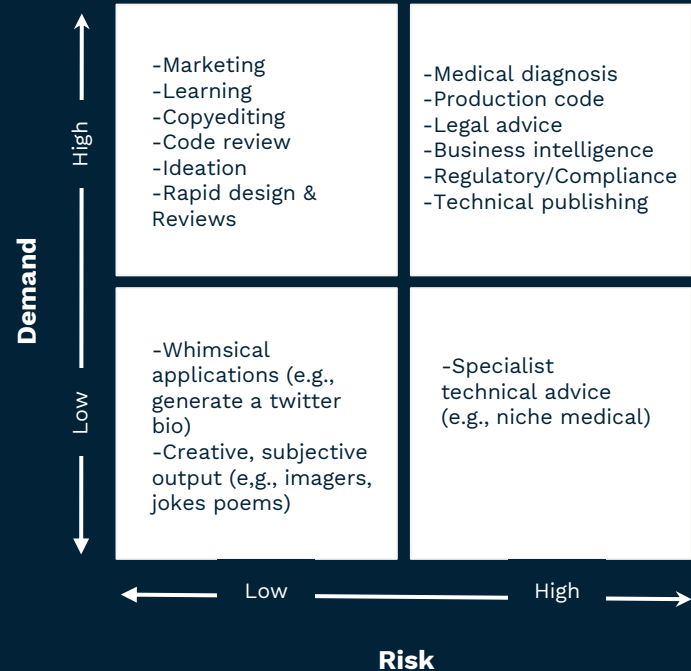 -Marketing
-Learning
-Copyediting
-Code review
-Ideation
-Rapid design &
Reviews
-Medical diagnosis
-Production code
-Legal advice
-Business intelligence
-Regulatory/Compliance
-Technical publishing
High
Demand
Low
-Whimsical
applications (e.g.,
generate a twitter
bio)
-Creative, subjective
output (e,g., imagers,
jokes poems)
-Specialist
technical advice
(e.g., niche medical)
Low
High
Risk